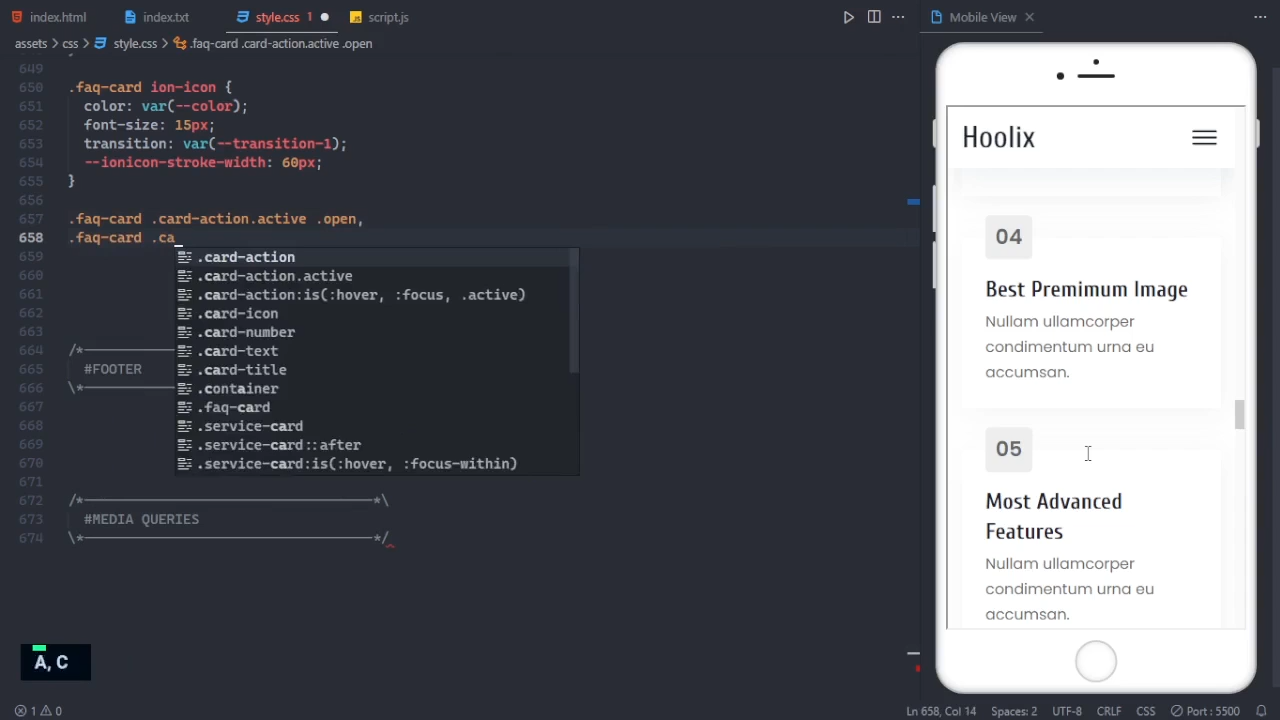 index.html
index.txt
style.css 1
script.js
Mobile View
assets > css > style.css > .faq-card .card-action.active .open
649
650 .faq-card ion-icon {
651 color: var(--color);
652 font-size: 15px;
653 transition: var(--transition-1);
654 --ionicon-stroke-width: 60px;
655 }
656
657 .faq-card .card-action.active .open,
658 .faq-card .ca
659 .card-action
660 .card-action.active
661 .card-action:is(:hover, :focus, .active)
662 .card-icon
663 .card-number
664 /*
.card-text
665 #FOOTER
.card-title
666 \*
.container
667 .faq-card
668 .service-card
669 .service-card::after
670 .service-card:is(:hover, :focus-within)
671
672 /* *\
673 #MEDIA QUERIES
674 \* */
A, C
1 0
Ln 658, Col 14
Spaces: 2
UTF-8
CRLF
CSS
Port : 5500
Hoolix
04
Best Premimum Image
Nullam ullamcorper
condimentum urna eu
accumsan.
05
Most Advanced
Features
Nullam ullamcorper
condimentum urna eu
accumsan.